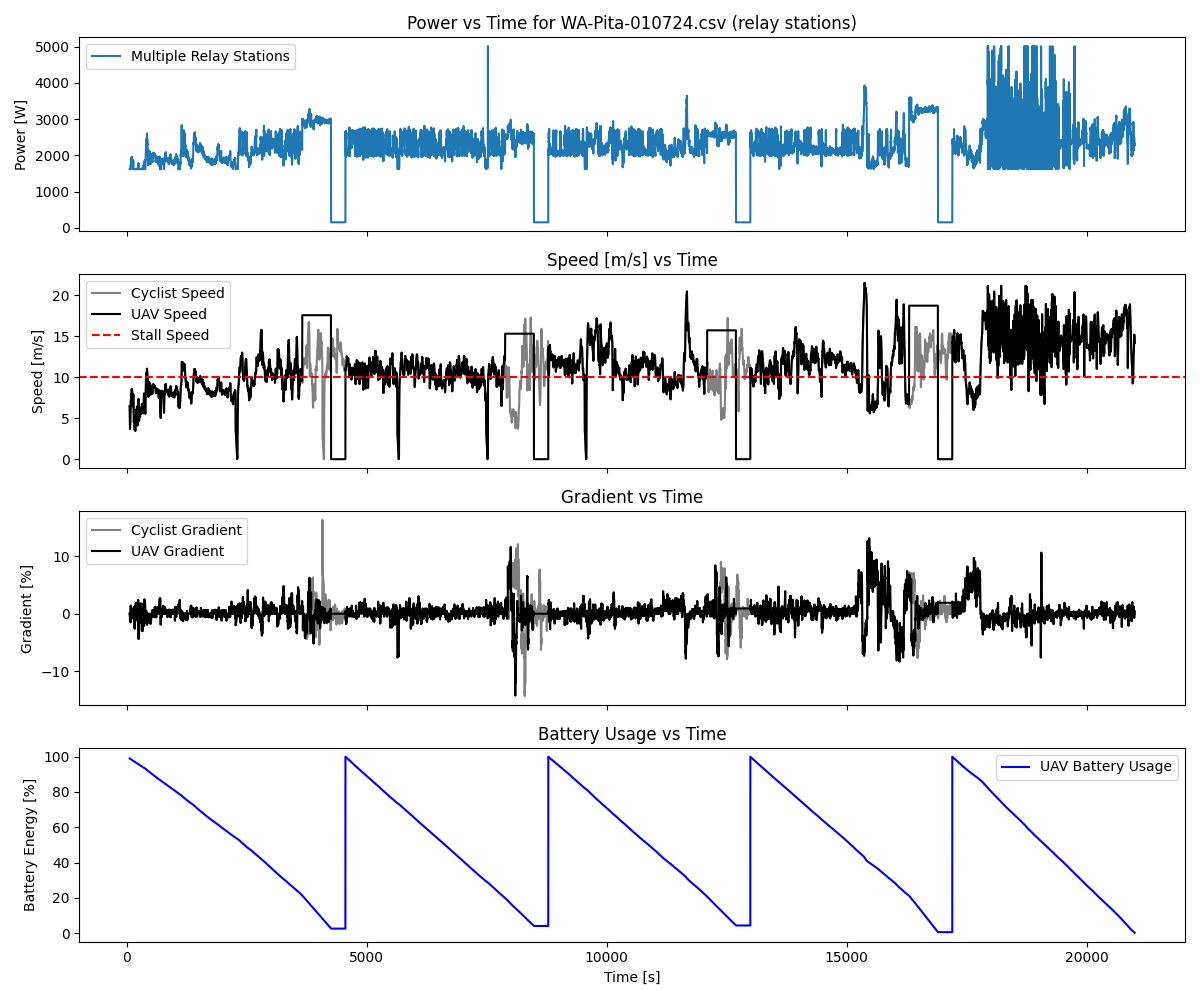 Power vs Time for WA-Pita-010724.csv (relay stations)
Multiple Relay Stations
Power [W]
5000
4000
3000
2000
1000
0
Speed [m/s] vs Time
Cyclist Speed
UAV Speed
Stall Speed
Speed [m/s]
20
15
10
5
0
Gradient vs Time
Cyclist Gradient
UAV Gradient
Gradient [%]
10
0
−10
Battery Usage vs Time
UAV Battery Usage
Battery Energy [%]
100
80
60
40
20
0
0 5000 10000 15000 20000
Time [s]